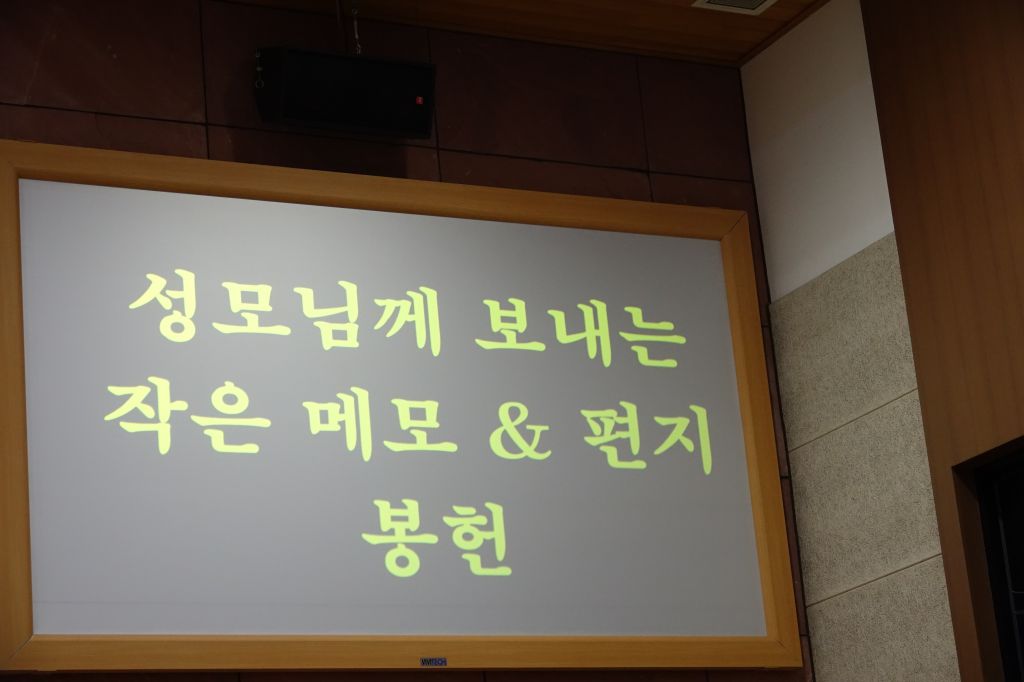 성모님께 보내는
작은 메모 & 편지
봉헌